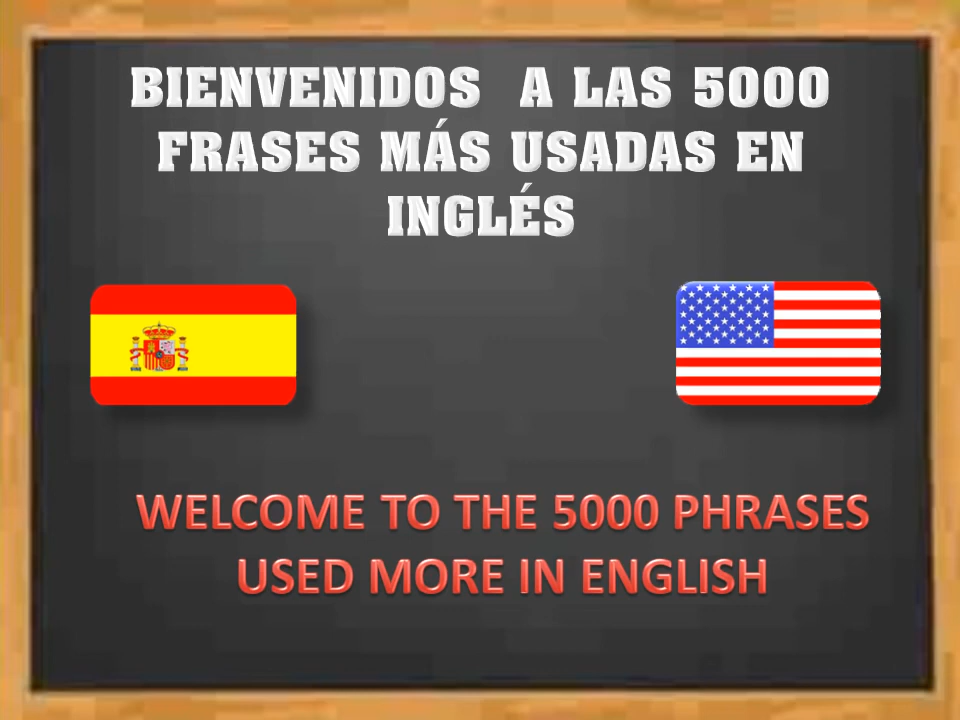 BIENVENIDOS A LAS 5000
FRASES MÁS USADAS EN
INGLÉS
WELCOME TO THE 5000 PHRASES
USED MORE IN ENGLISH